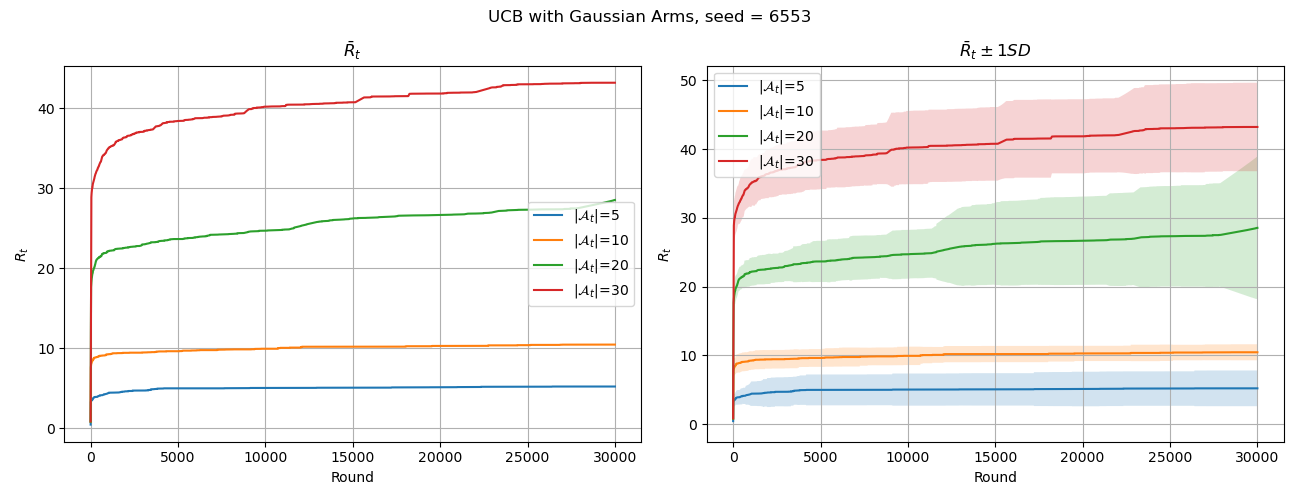 UCB with Gaussian Arms, seed = 6553
R̄ₜ
Rₜ
40
30
20
10
0
|𝒜ₜ|=5
|𝒜ₜ|=10
|𝒜ₜ|=20
|𝒜ₜ|=30
0 5000 10000 15000 20000 25000 30000
Round
R̄ₜ ± 1SD
Rₜ
50
40
30
20
10
0
|𝒜ₜ|=5
|𝒜ₜ|=10
|𝒜ₜ|=20
|𝒜ₜ|=30
0 5000 10000 15000 20000 25000 30000
Round